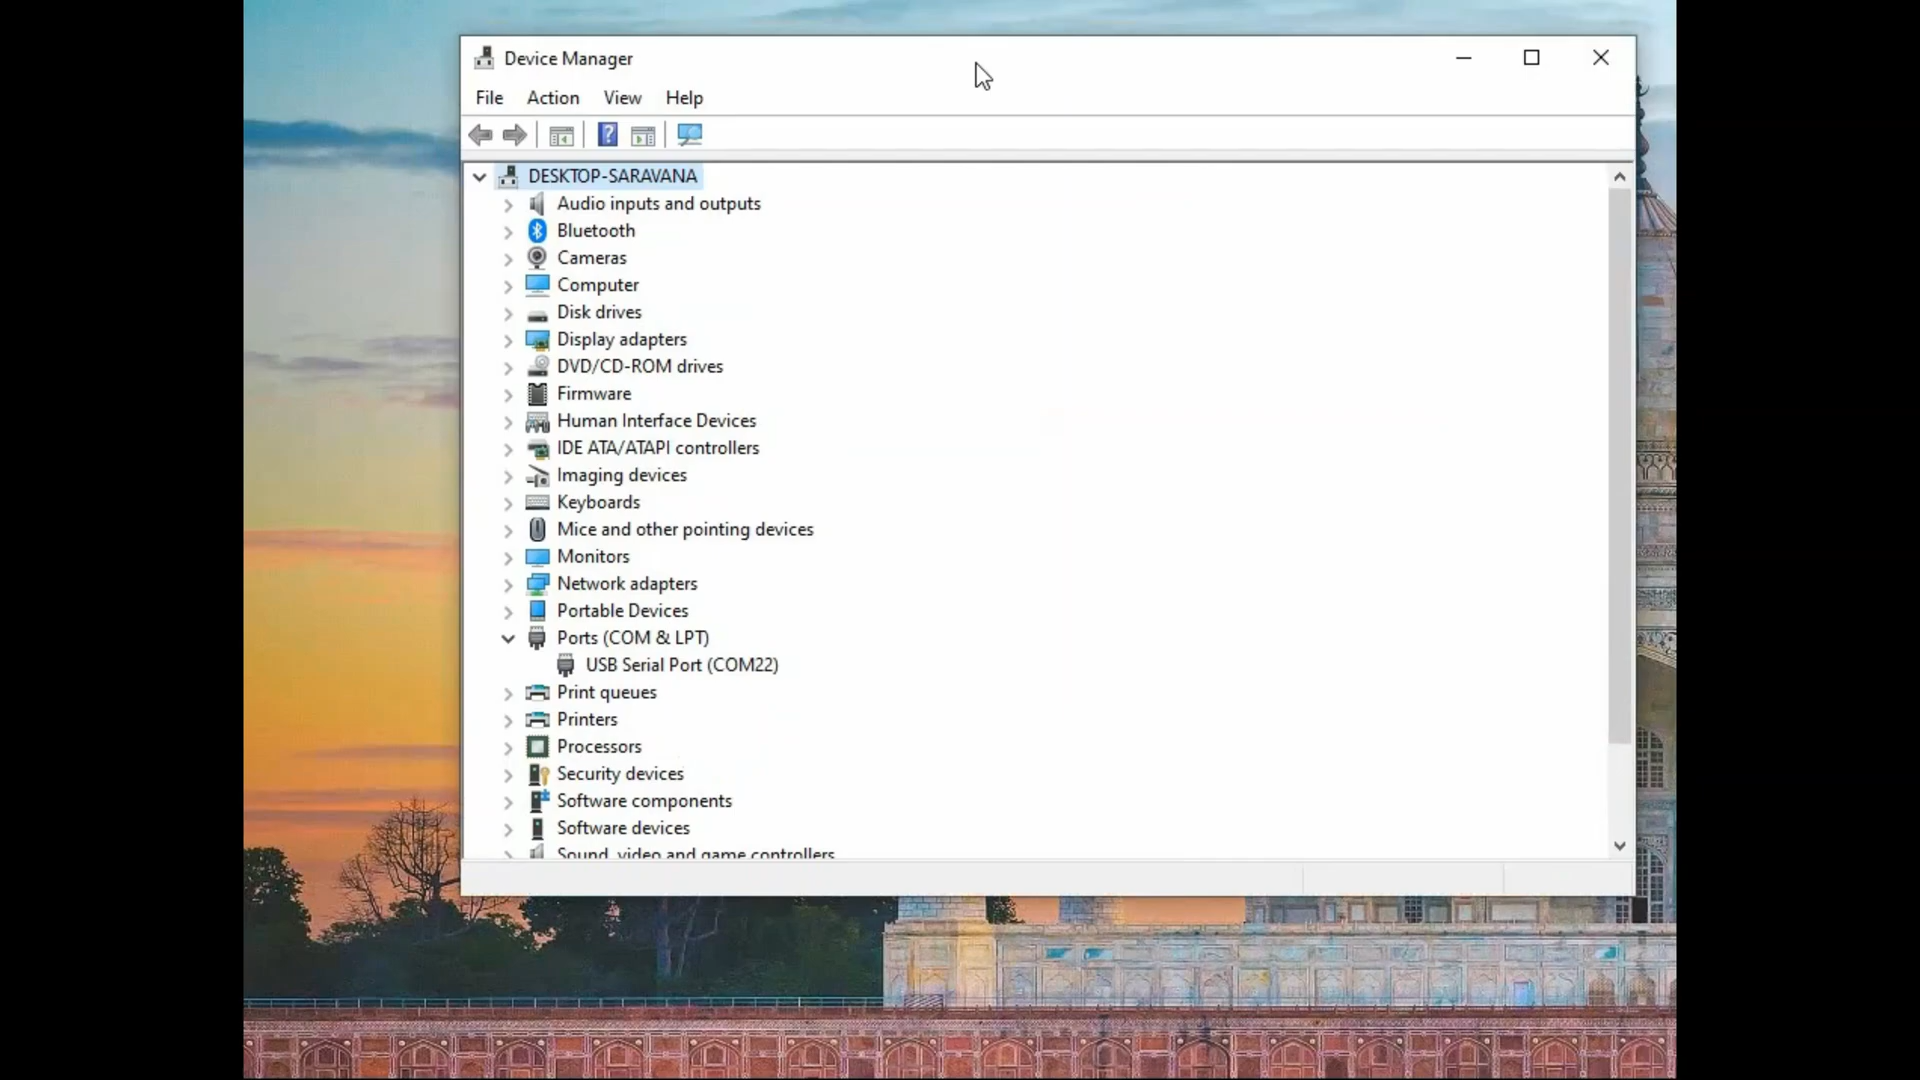 Device Manager
File Action View Help
DESKTOP-SARAVANA
Audio inputs and outputs
Bluetooth
Cameras
Computer
Disk drives
Display adapters
DVD/CD-ROM drives
Firmware
Human Interface Devices
IDE ATA/ATAPI controllers
Imaging devices
Keyboards
Mice and other pointing devices
Monitors
Network adapters
Portable Devices
Ports (COM & LPT)
USB Serial Port (COM22)
Print queues
Printers
Processors
Security devices
Software components
Software devices
Sound, video and game controllers